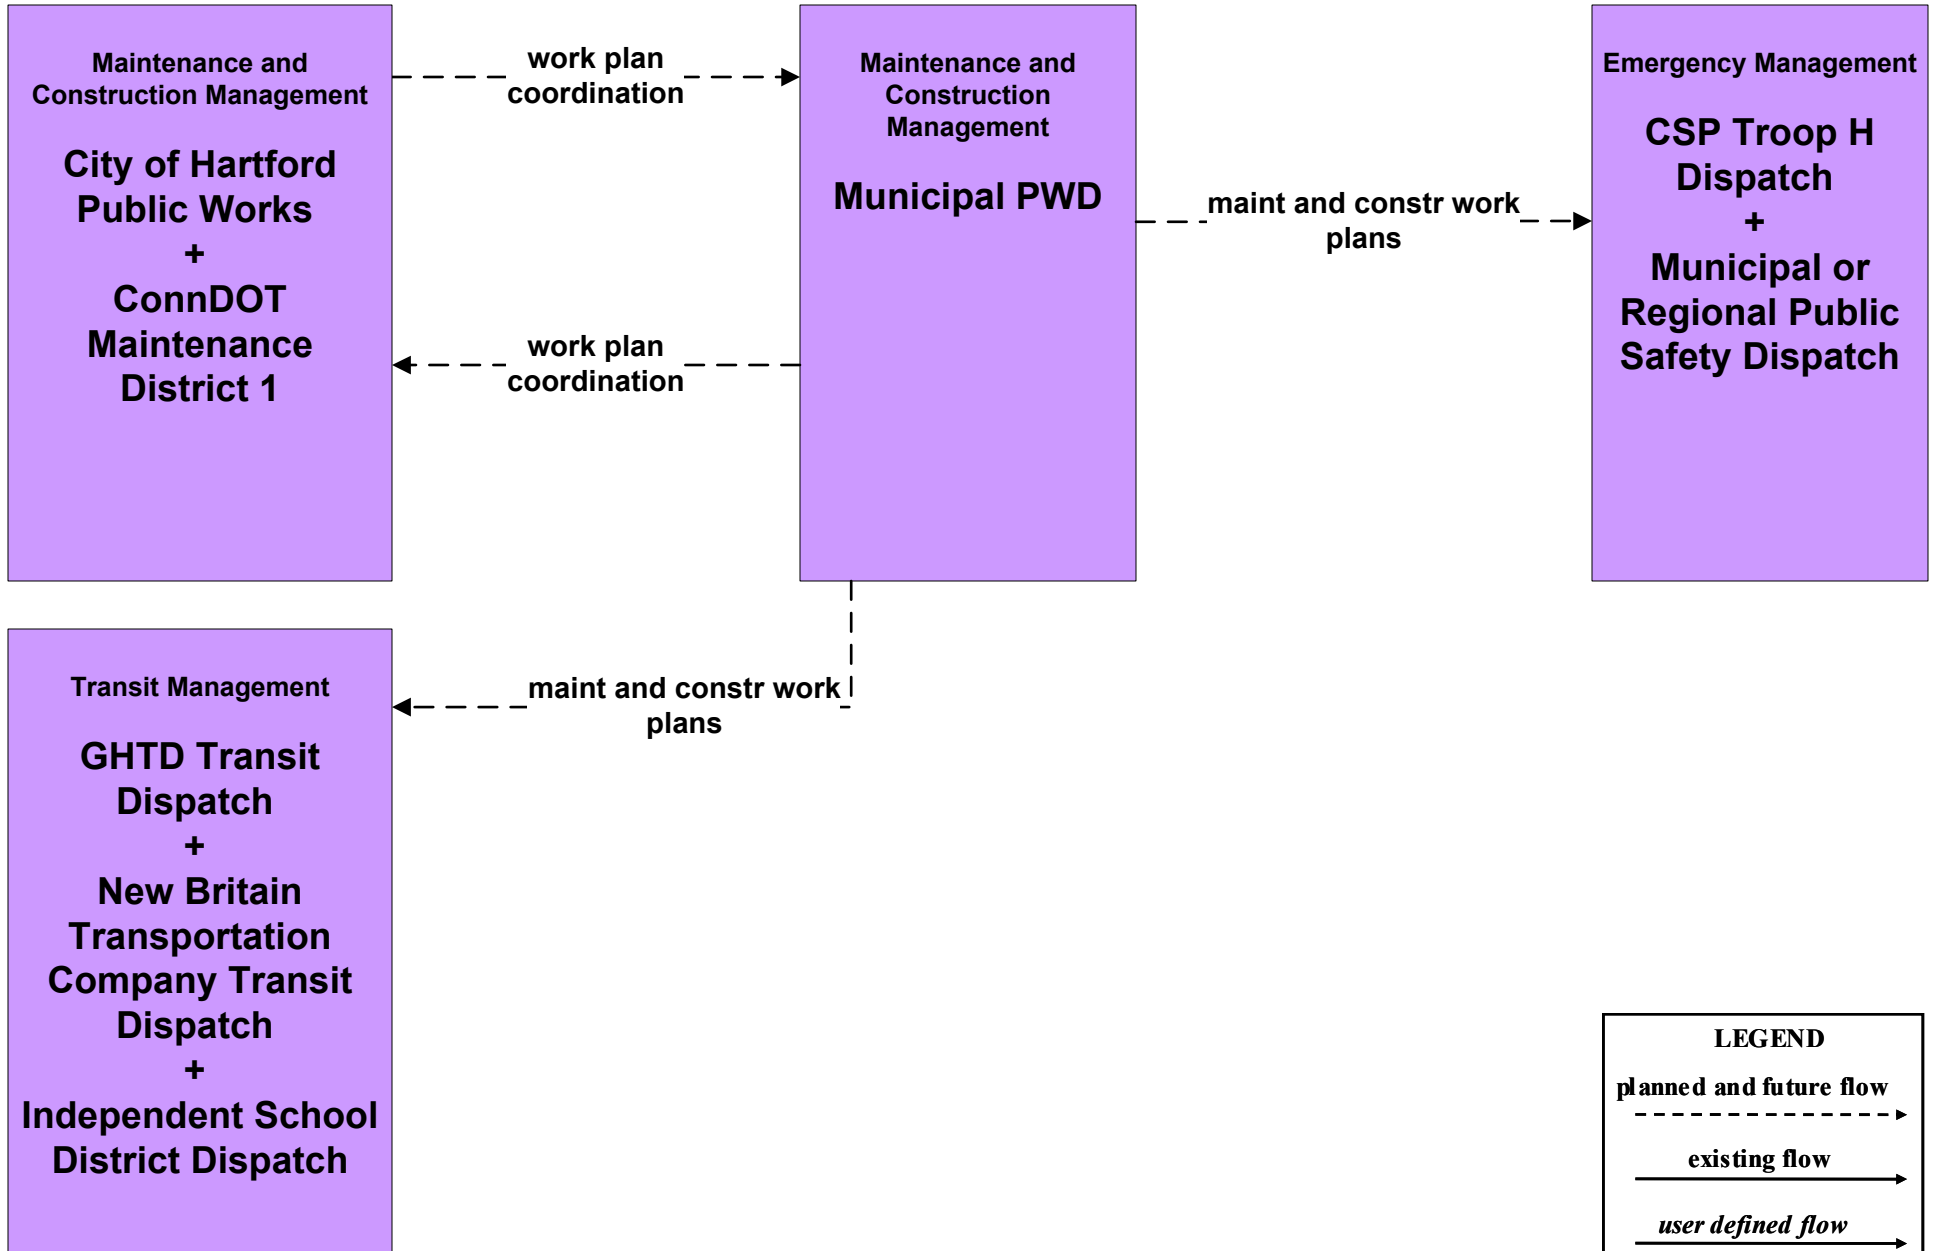 Maintenance and
Construction Management
City of Hartford
Public Works
+
ConnDOT
Maintenance
District 1
work plan
coordination
work plan
coordination
Maintenance and
Construction
Management
Municipal PWD
maint and constr work
plans
Emergency Management
CSP Troop H
Dispatch
+
Municipal or
Regional Public
Safety Dispatch
Transit Management
GHTD Transit
Dispatch
+
New Britain
Transportation
Company Transit
Dispatch
+
Independent School
District Dispatch
maint and constr work
plans
LEGEND
planned and future flow
existing flow
user defined flow